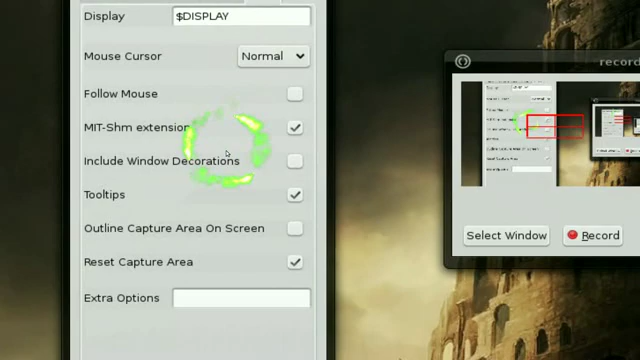 Display $DISPLAY
Mouse Cursor Normal
Follow Mouse
MIT-Shm extension
Include Window Decorations
Tooltips
Outline Capture Area On Screen
Reset Capture Area
Extra Options
record
Select Window Record